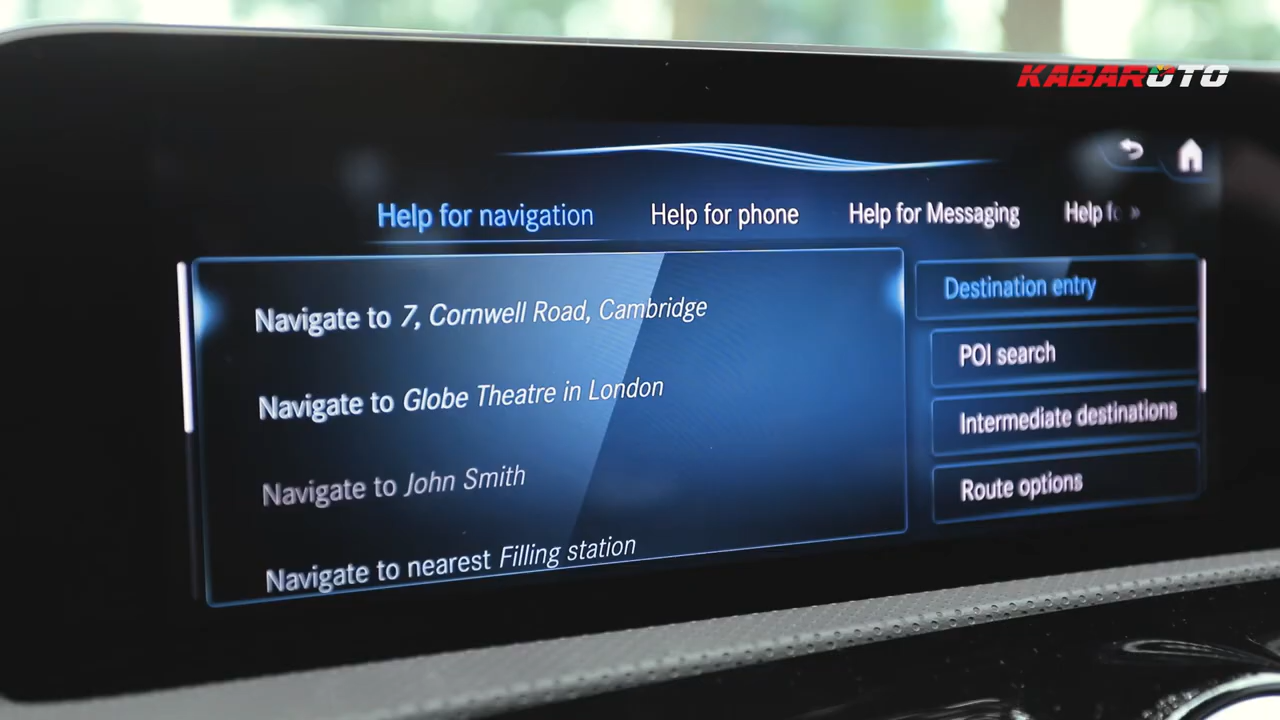 KABAROTO
Help for navigation
Help for phone
Help for Messaging
Help
Navigate to 7, Cornwell Road, Cambridge
Navigate to Globe Theatre in London
Navigate to John Smith
Navigate to nearest Filling station
Destination entry
POI search
Intermediate destinations
Route options